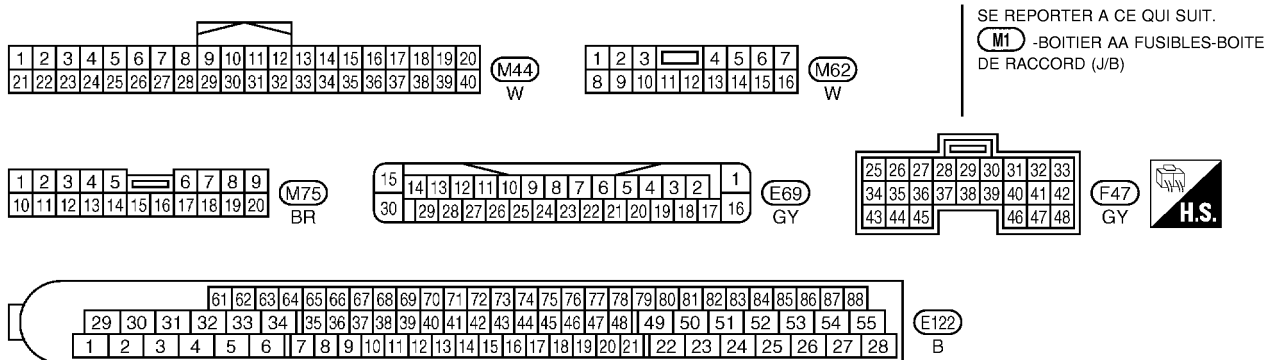 SE REPORTER A CE QUI SUIT.
M1 -BOITIER AA FUSIBLES-BOITE
DE RACCORD (J/B)
1 2 3 4 5 6 7 8 9 10 11 12 13 14 15 16 17 18 19 20
21 22 23 24 25 26 27 28 29 30 31 32 33 34 35 36 37 38 39 40
M44
W
1 2 3 4 5 6 7
8 9 10 11 12 13 14 15 16
M62
W
1 2 3 4 5 6 7 8 9
10 11 12 13 14 15 16 17 18 19 20
M75
BR
15 14 13 12 11 10 9 8 7 6 5 4 3 2 1
30 29 28 27 26 25 24 23 22 21 20 19 18 17 16
E69
GY
25 26 27 28 29 30 31 32 33
34 35 36 37 38 39 40 41 42
43 44 45 46 47 48
F47
GY
H.S.
61 62 63 64 65 66 67 68 69 70 71 72 73 74 75 76 77 78 79 80 81 82 83 84 85 86 87 88
29 30 31 32 33 34 35 36 37 38 39 40 41 42 43 44 45 46 47 48 49 50 51 52 53 54 55
1 2 3 4 5 6 7 8 9 10 11 12 13 14 15 16 17 18 19 20 21 22 23 24 25 26 27 28
E122
B